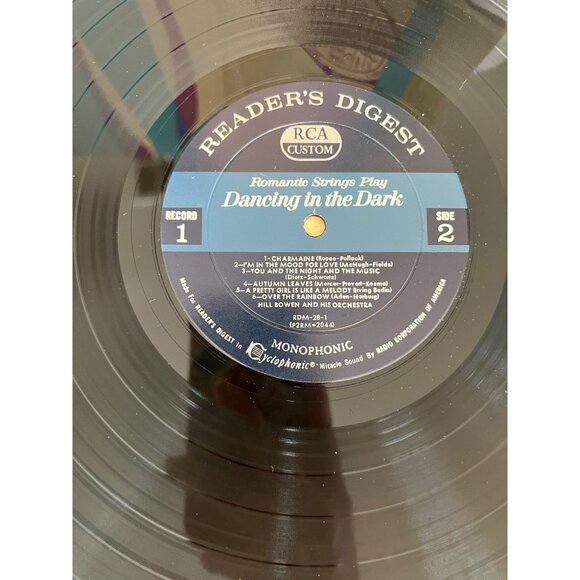 READER'S DIGEST
RCA
CUSTOM
Romantic Strings Play
Dancing in the Dark
RECORD
1
SIDE
2
1-CHARMAINE (Rapee-Pollack)
2-I'M IN THE MOOD FOR LOVE (McHugh-Fields)
3-YOU AND THE NIGHT AND THE MUSIC
(Dietz-Schwartz)
4-AUTUMN LEAVES (Mercer-Prevert-Kosma)
5-A PRETTY GIRL IS LIKE A MELODY (Irving Berlin)
6-OVER THE RAINBOW (Arlen-Harburg)
HILL BOWEN AND HIS ORCHESTRA
RDM-28-1
(P2RM-2044)
MONOPHONIC
Made For READER'S DIGEST in Cyclophonic® Miracle Sound By RADIO CORPORATION OF AMERICA